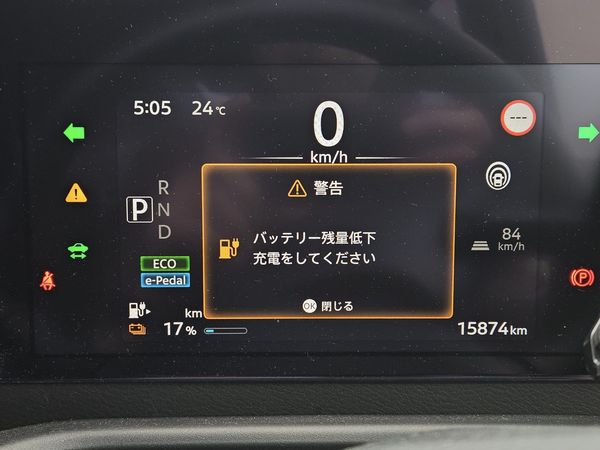 5:05 24℃
0
km/h
---
R
N
D
P
警告
バッテリー残量低下
充電をしてください
OK 閉じる
84
km/h
ECO
e-Pedal
km
17%
15874km
P